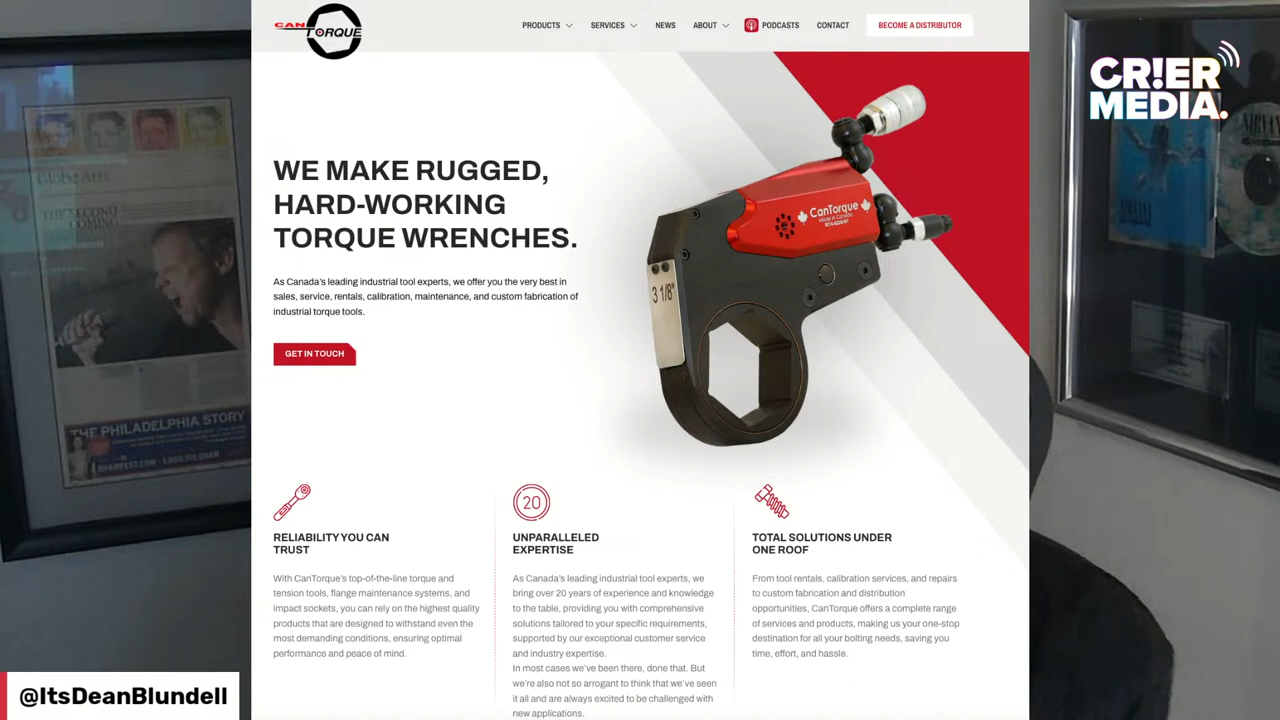 CAN
TORQUE
PRODUCTS
SERVICES
NEWS
ABOUT
PODCASTS
CONTACT
BECOME A DISTRIBUTOR
CR!ER
MEDIA.
WE MAKE RUGGED,
HARD-WORKING
TORQUE WRENCHES.
As Canada's leading industrial tool experts, we offer you the very best in
sales, service, rentals, calibration, maintenance, and custom fabrication of
industrial torque tools.
GET IN TOUCH
CanTorque
Made in Canada
3 1/8"
Globe Arts
THE SECOND
COMING
THE PHILADELPHIA STORY
NIRVANA
20
RELIABILITY YOU CAN
TRUST
With CanTorque's top-of-the-line torque and
tension tools, flange maintenance systems, and
impact sockets, you can rely on the highest quality
products that are designed to withstand even the
most demanding conditions, ensuring optimal
performance and peace of mind.
UNPARALLELED
EXPERTISE
As Canada's leading industrial tool experts, we
bring over 20 years of experience and knowledge
to the table, providing you with comprehensive
solutions tailored to your specific requirements,
supported by our exceptional customer service
and industry expertise.
In most cases we've been there, done that. But
we're also not so arrogant to think that we've seen
it all and are always excited to be challenged with
new applications.
TOTAL SOLUTIONS UNDER
ONE ROOF
From tool rentals, calibration services, and repairs
to custom fabrication and distribution
opportunities, CanTorque offers a complete range
of services and products, making us your one-stop
destination for all your bolting needs, saving you
time, effort, and hassle.
@ItsDeanBlundell